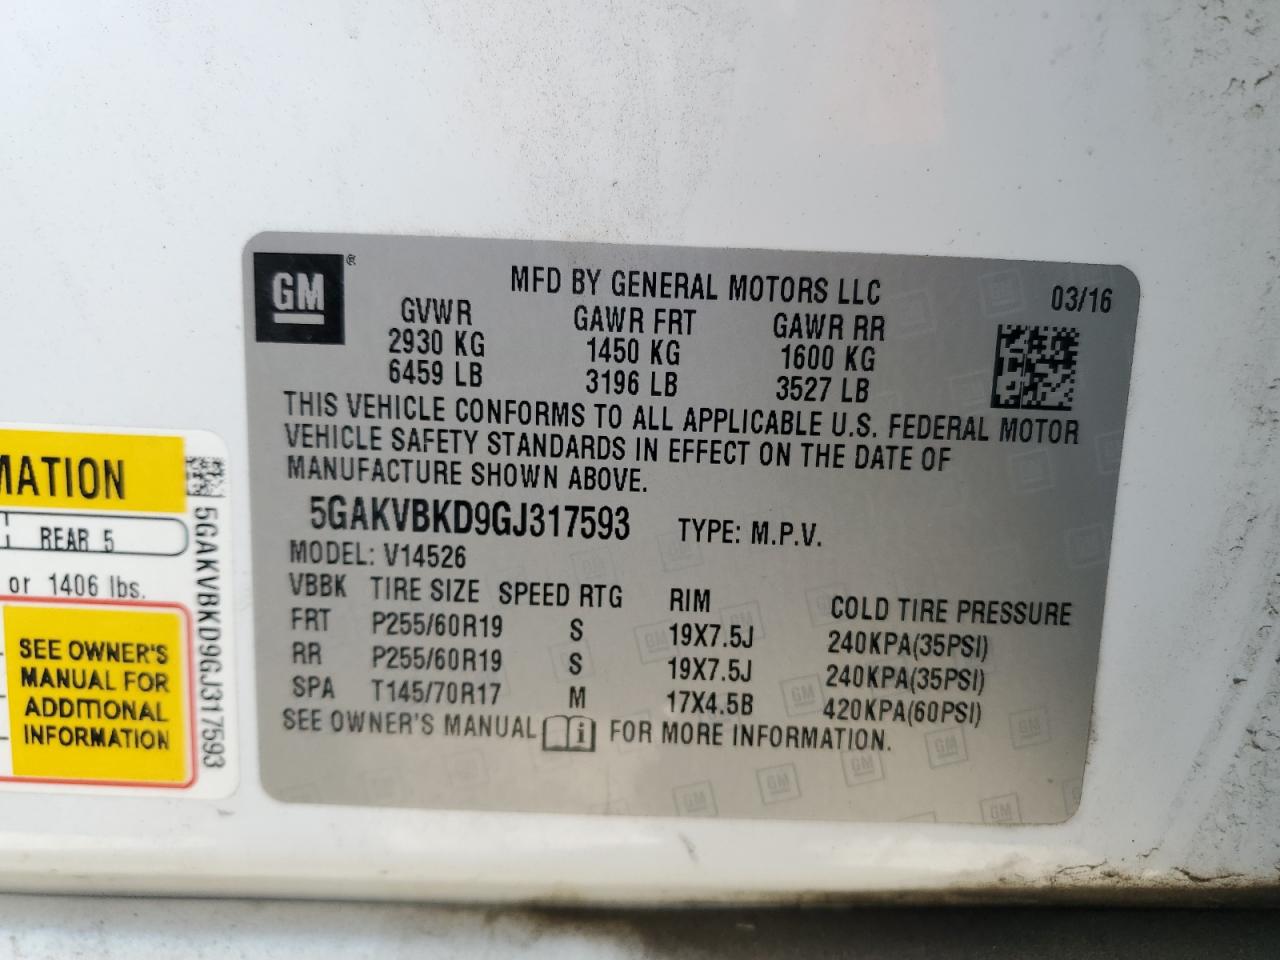 GM ®
MFD BY GENERAL MOTORS LLC
03/16
GVWR GAWR FRT GAWR RR
2930 KG 1450 KG 1600 KG
6459 LB 3196 LB 3527 LB
THIS VEHICLE CONFORMS TO ALL APPLICABLE U.S. FEDERAL MOTOR
VEHICLE SAFETY STANDARDS IN EFFECT ON THE DATE OF
MANUFACTURE SHOWN ABOVE.
5GAKVBKD9GJ317593 TYPE: M.P.V.
MODEL: V14526
VBBK TIRE SIZE SPEED RTG RIM COLD TIRE PRESSURE
FRT P255/60R19 S 19X7.5J 240KPA(35PSI)
RR P255/60R19 S 19X7.5J 240KPA(35PSI)
SPA T145/70R17 M 17X4.5B 420KPA(60PSI)
SEE OWNER'S MANUAL i FOR MORE INFORMATION.
MATION
REAR 5
or 1406 lbs.
SEE OWNER'S
MANUAL FOR
ADDITIONAL
INFORMATION
5GAKVBKD9GJ317593